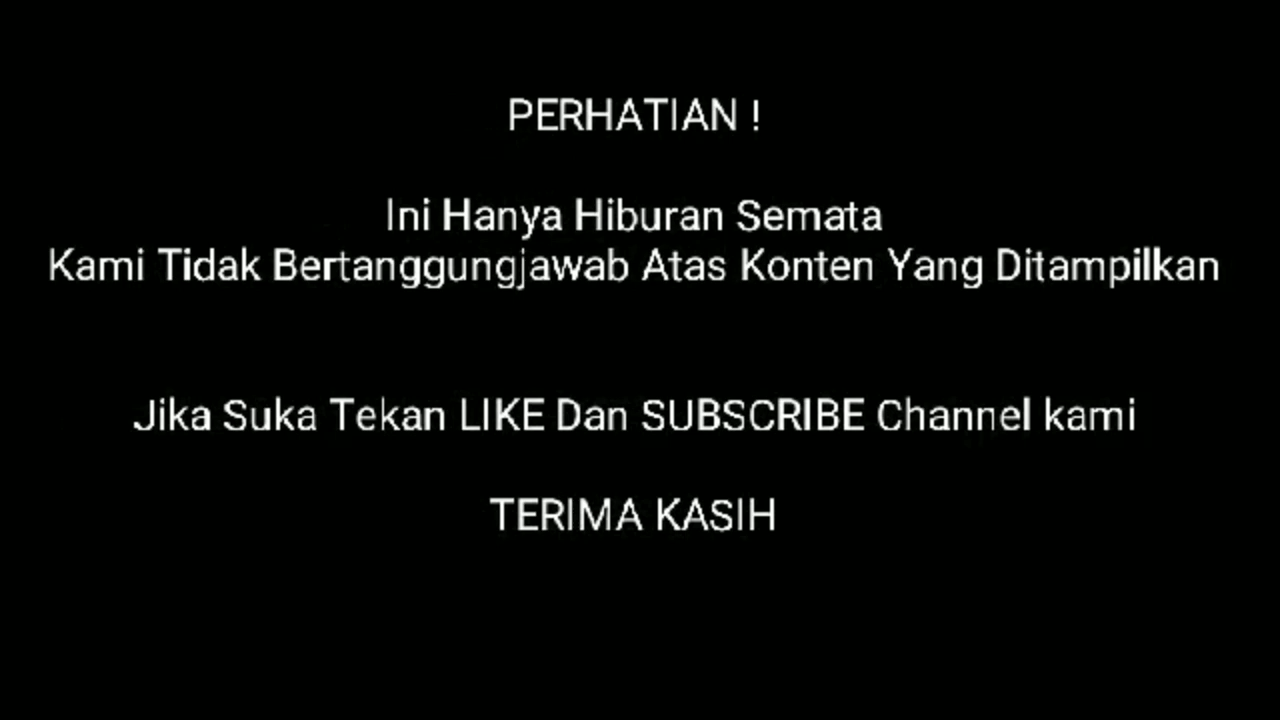 PERHATIAN !
Ini Hanya Hiburan Semata
Kami Tidak Bertanggungjawab Atas Konten Yang Ditampilkan
Jika Suka Tekan LIKE Dan SUBSCRIBE Channel kami
TERIMA KASIH